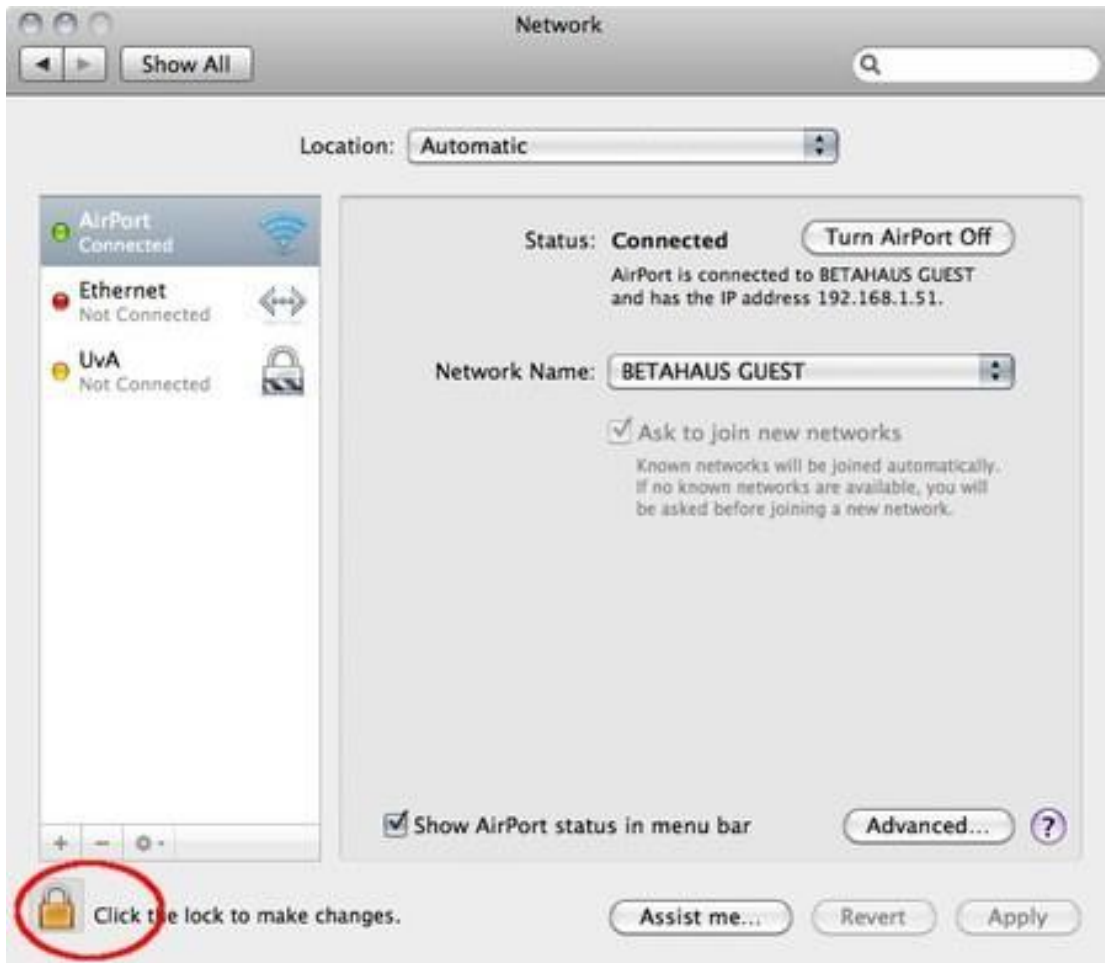 Network
Show All
Location: Automatic
AirPort
Connected
Ethernet
Not Connected
UvA
Not Connected
Status: Connected
Turn AirPort Off
AirPort is connected to BETAHAUS GUEST
and has the IP address 192.168.1.51.
Network Name: BETAHAUS GUEST
Ask to join new networks
Known networks will be joined automatically.
If no known networks are available, you will
be asked before joining a new network.
Show AirPort status in menu bar
Advanced... ?
Click the lock to make changes.
Assist me... Revert Apply